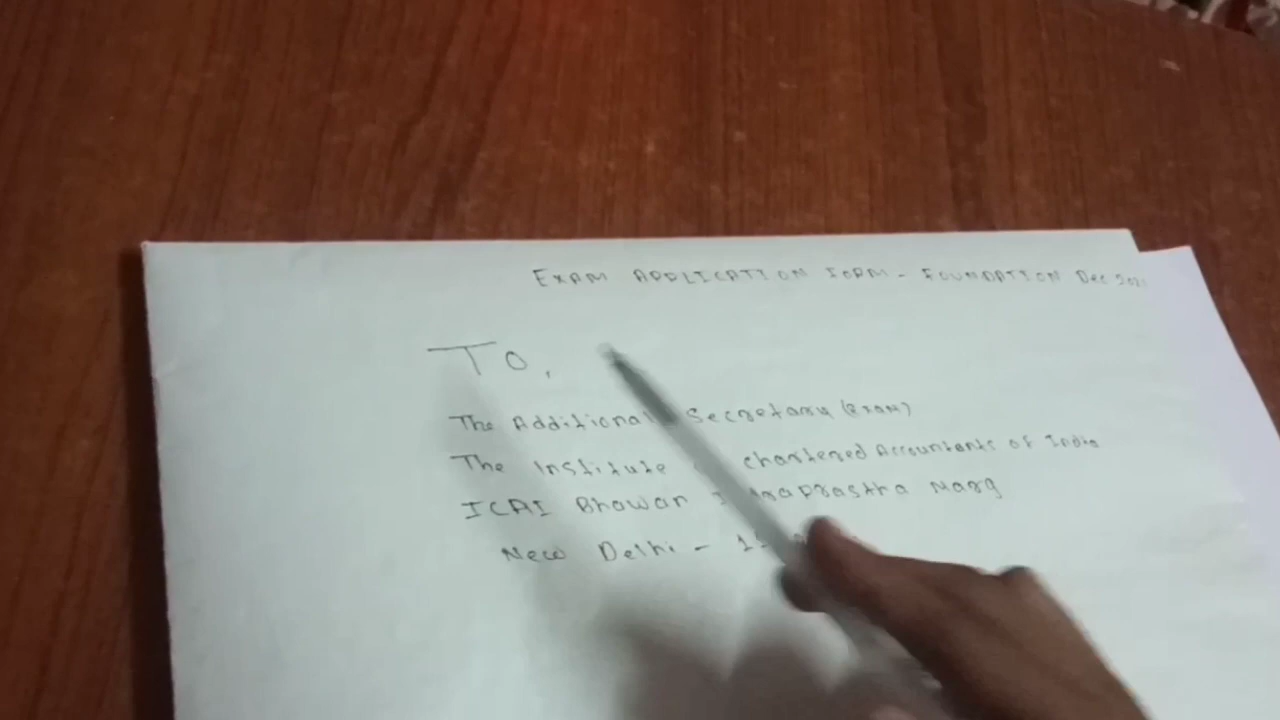 EXAM APPLICATION FORM - FOUNDATION Dec
To,
The Additional Secretary (EXAM)
The Institute chartered Accountants of India
ICAI Bhawan Marg
New Delhi -